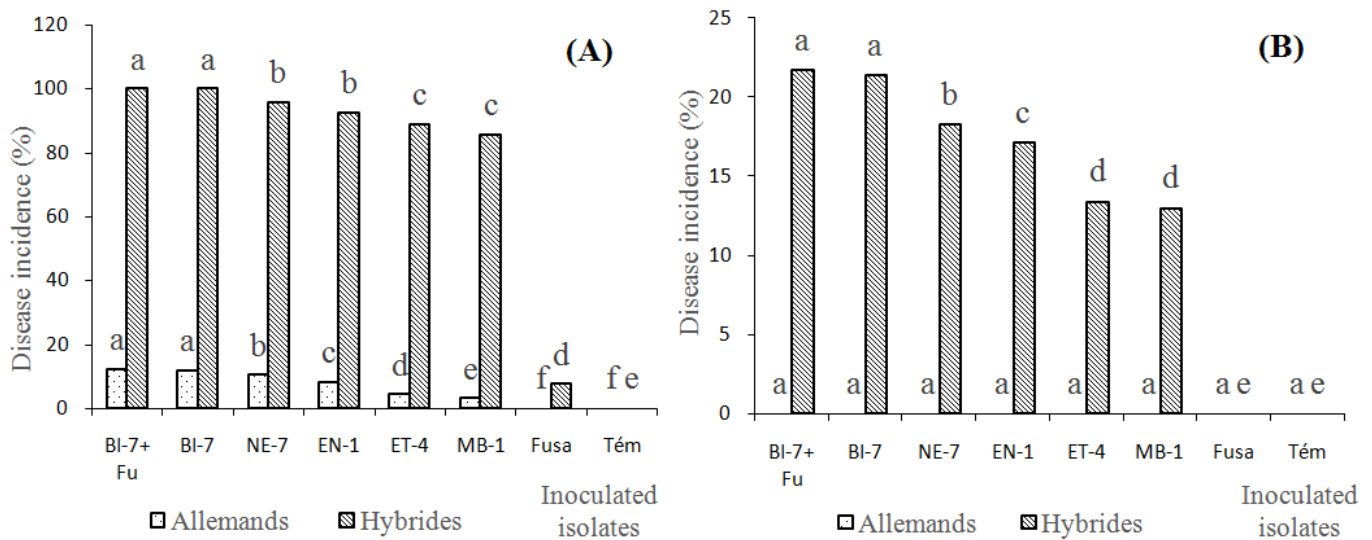 (A)
Disease incidence (%)
120
100
80
60
40
20
0
a a b b c c
a a b c d e f d f e
BI-7+ BI-7 NE-7 EN-1 ET-4 MB-1 Fusa Tém
Fu
Allemands Hybrides
Inoculated
isolates
(B)
Disease incidence (%)
25
20
15
10
5
0
a a b c d d
a a a a a a a e a e
BI-7+ BI-7 NE-7 EN-1 ET-4 MB-1 Fusa Tém
Fu
Allemands Hybrides
Inoculated
isolates